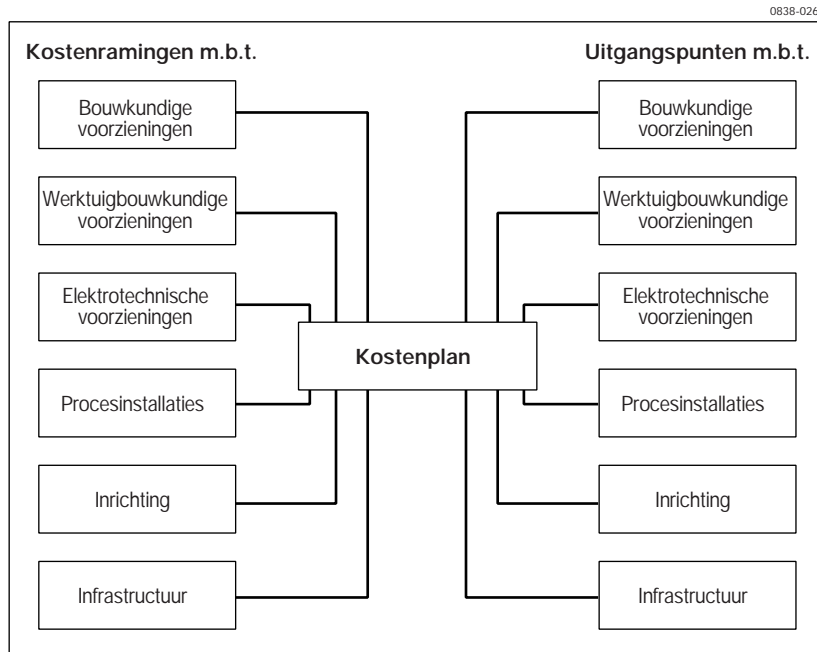 0838-026
Kostenramingen m.b.t.
Bouwkundige
voorzieningen
Werktuigbouwkundige
voorzieningen
Elektrotechnische
voorzieningen
Procesinstallaties
Inrichting
Infrastructuur
Kostenplan
Uitgangspunten m.b.t.
Bouwkundige
voorzieningen
Werktuigbouwkundige
voorzieningen
Elektrotechnische
voorzieningen
Procesinstallaties
Inrichting
Infrastructuur